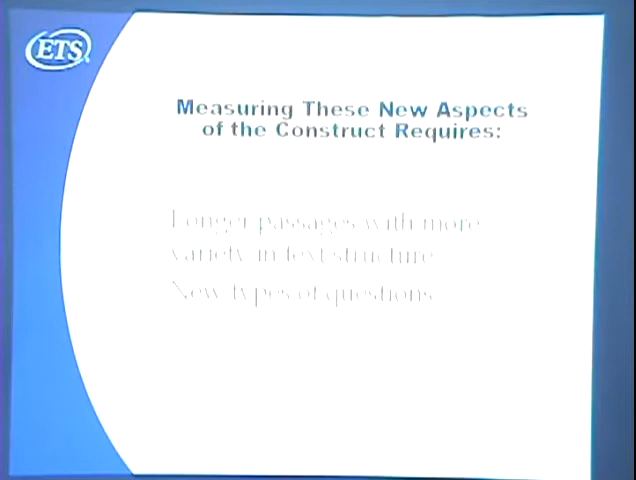 ETS
Measuring These New Aspects
of the Construct Requires:
Longer passages with more
variety in text structure
New types of questions